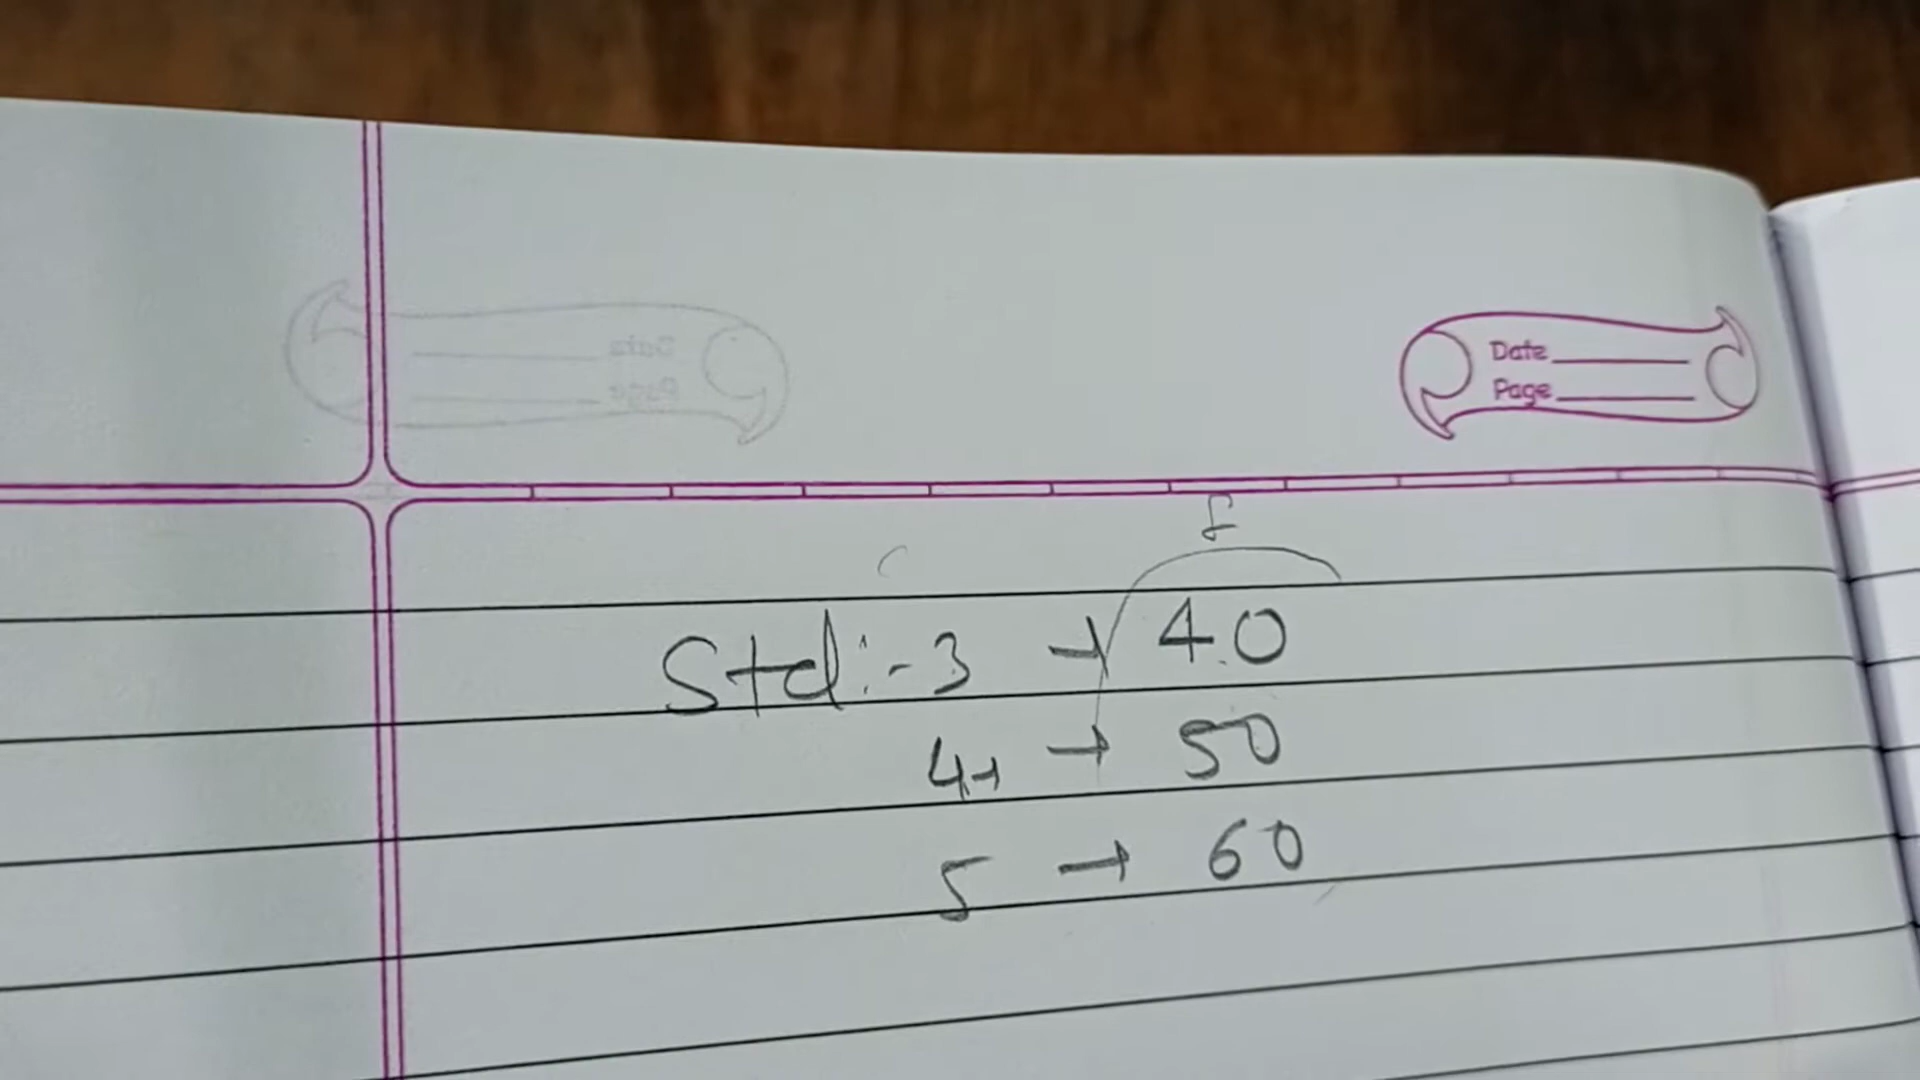 Date
Page
f
Std:-3 → 40
4 → 50
5 → 60